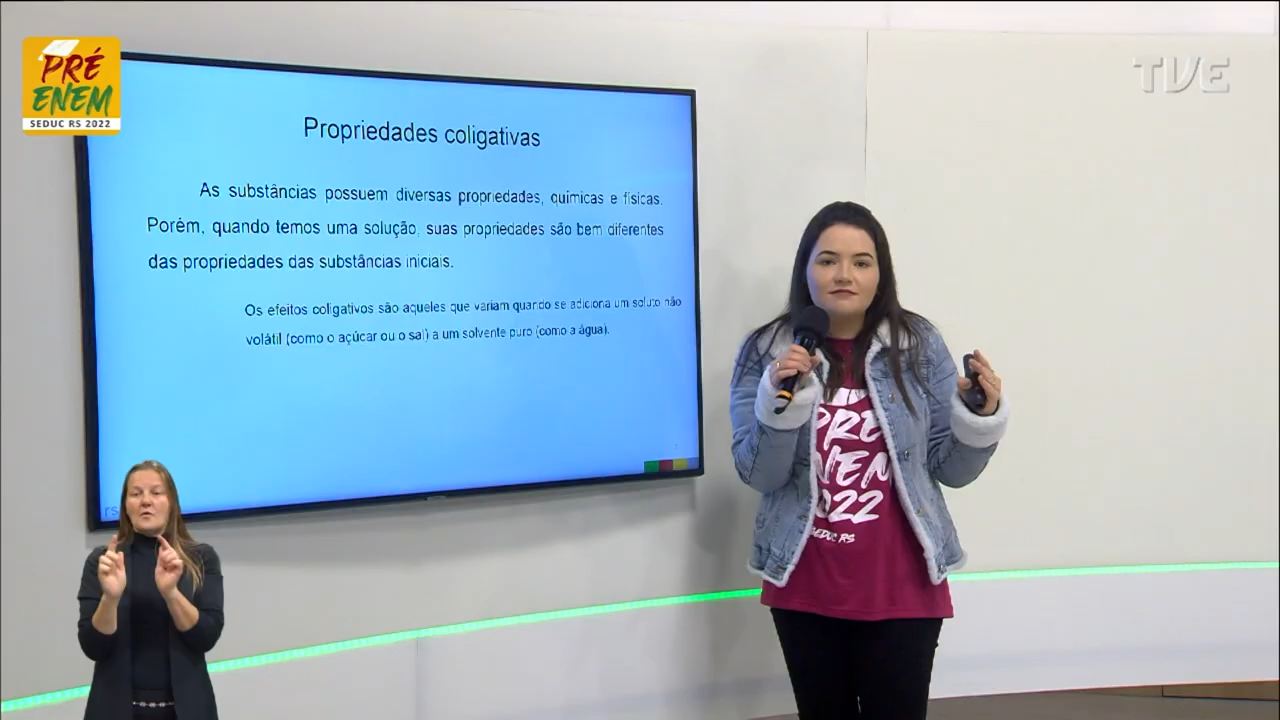 PRÉ
ENEM
SEDUC RS 2022
TVE
Propriedades coligativas
As substâncias possuem diversas propriedades, químicas e físicas.
Porém, quando temos uma solução, suas propriedades são bem diferentes
das propriedades das substâncias iniciais.
Os efeitos coligativos são aqueles que variam quando se adiciona um soluto não
volátil (como o açúcar ou o sal) a um solvente puro (como a água).
rs
PRÉ
ENEM
2022
SEDUC RS